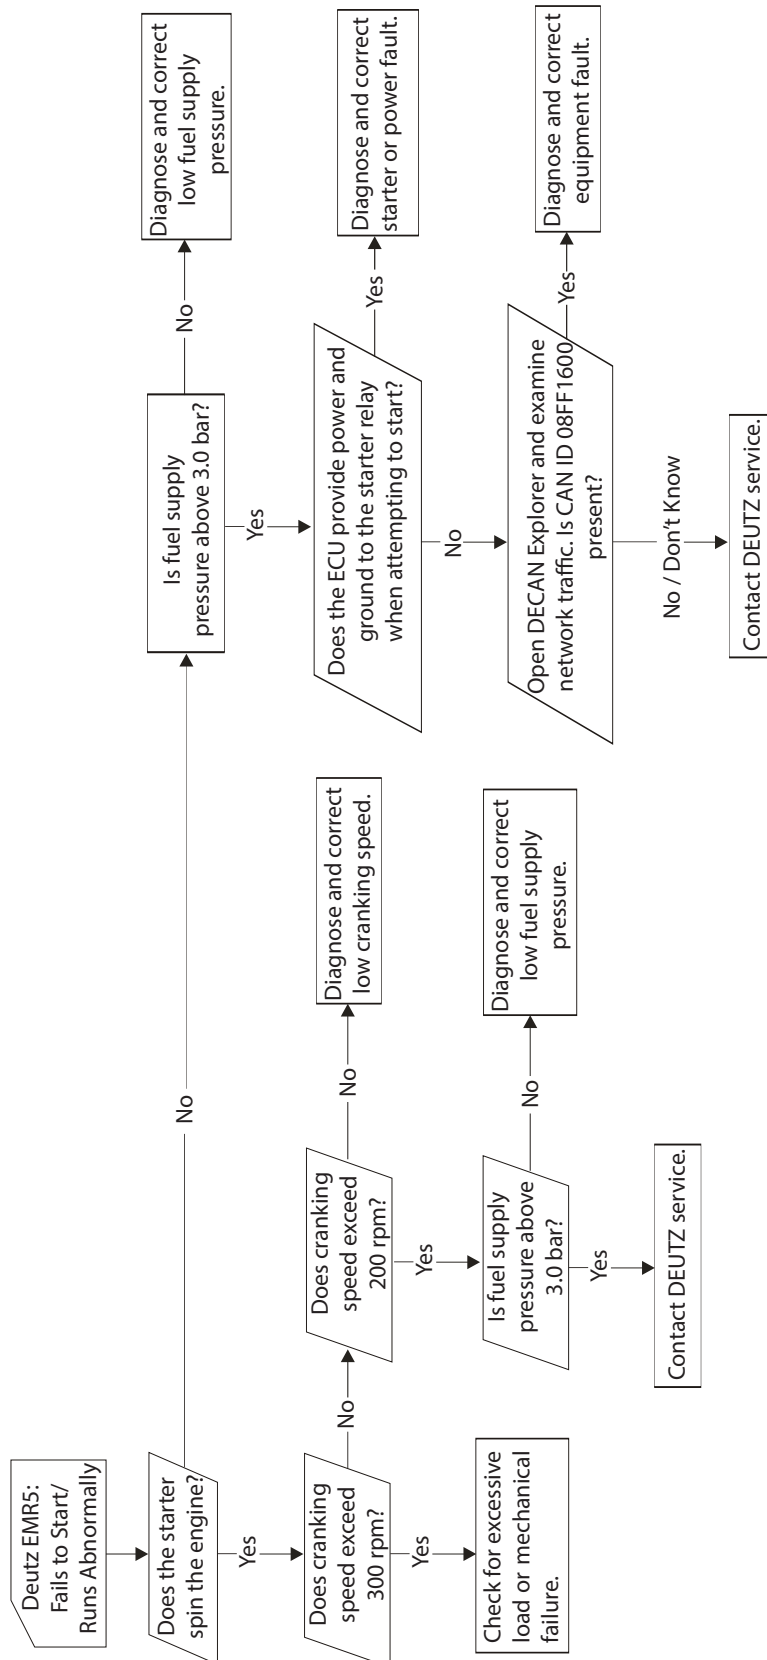 Deutz EMR5:
Fails to Start/
Runs Abnormally
Does the starter
spin the engine?
No
Is fuel supply
pressure above 3.0 bar?
No
Diagnose and correct
low fuel supply
pressure.
Yes
Yes
Does cranking
speed exceed
300 rpm?
No
Does cranking
speed exceed
200 rpm?
No
Diagnose and correct
low cranking speed.
Does the ECU provide power and
ground to the starter relay
when attempting to start?
Yes
Diagnose and correct
starter or power fault.
Yes
Yes
No
Check for excessive
load or mechanical
failure.
Is fuel supply
pressure above
3.0 bar?
No
Diagnose and correct
low fuel supply
pressure.
Open DECAN Explorer and examine
network traffic. Is CAN ID 08FF1600
present?
Yes
Diagnose and correct
equipment fault.
Yes
No / Don't Know
Contact DEUTZ service.
Contact DEUTZ service.